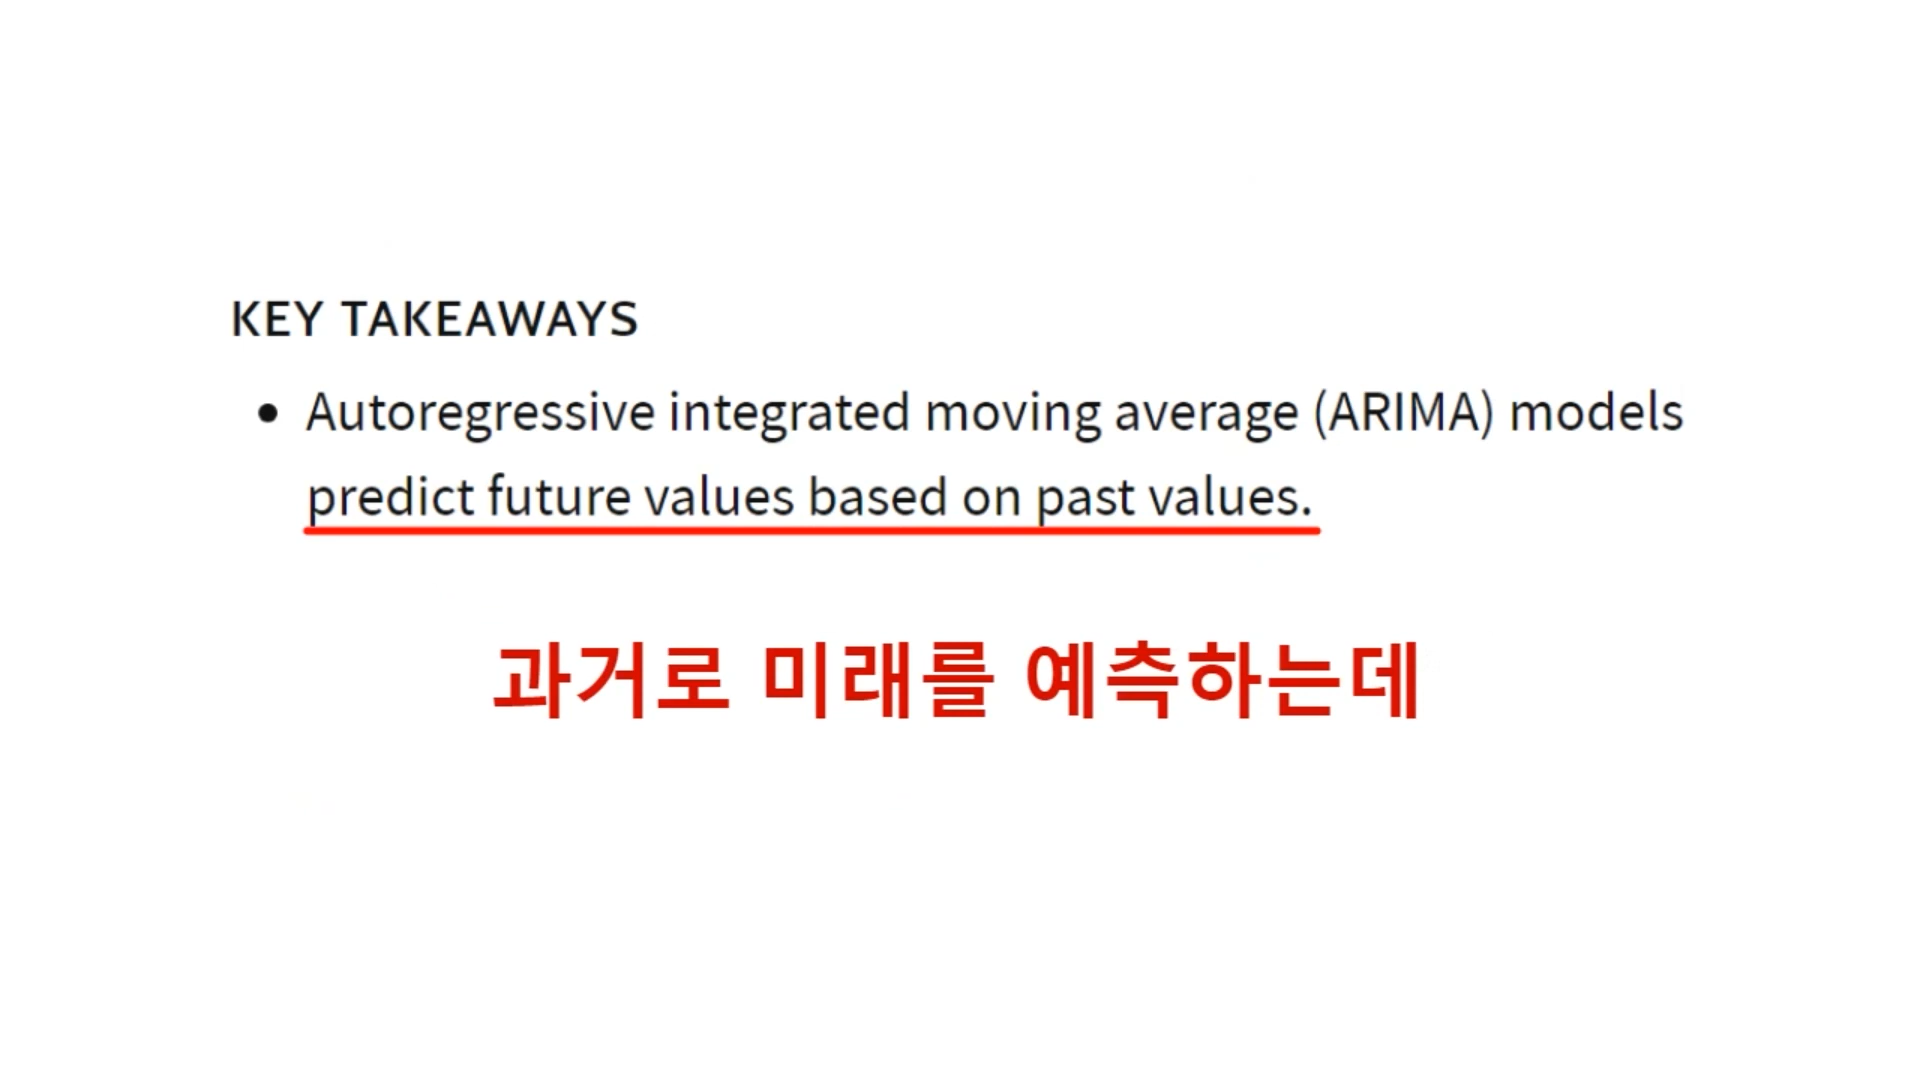 KEY TAKEAWAYS
• Autoregressive integrated moving average (ARIMA) models
predict future values based on past values.
과거로 미래를 예측하는데